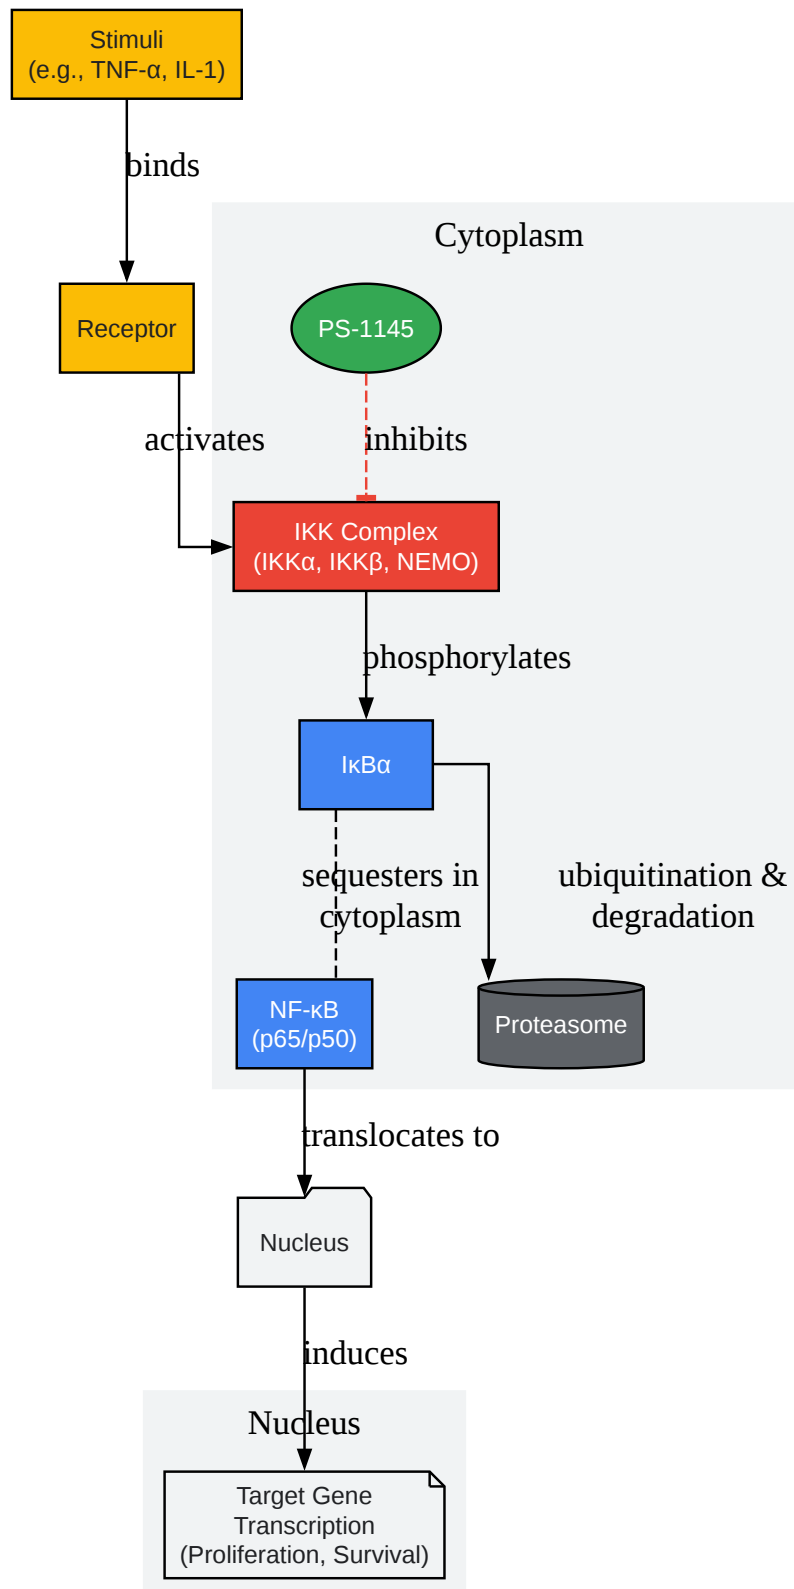 Stimuli
(e.g., TNF-α, IL-1)
binds
Cytoplasm
Receptor
PS-1145
activates
inhibits
IKK Complex
(IKKα, IKKβ, NEMO)
phosphorylates
IκBα
sequesters in
cytoplasm
ubiquitination &
degradation
NF-κB
(p65/p50)
Proteasome
translocates to
Nucleus
induces
Nucleus
Target Gene
Transcription
(Proliferation, Survival)